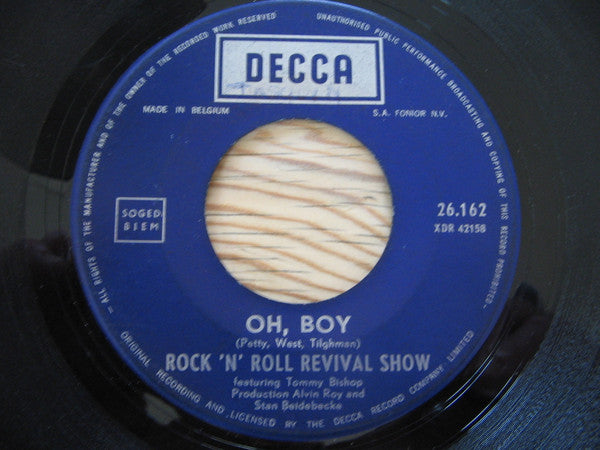 DECCA
MADE IN BELGIUM
S.A. FONIOR N.V.
SOGEDA
BIEM
26.162
XDR 42158
OH, BOY
(Petty, West, Tilghman)
ROCK 'N' ROLL REVIVAL SHOW
featuring Tommy Bishop
Production Alvin Roy and
Stan Beidebecke
— ALL RIGHTS OF THE MANUFACTURER AND OF THE OWNER OF THE RECORDED WORK RESERVED — UNAUTHORISED PUBLIC PERFORMANCE BROADCASTING AND COPYING OF THIS RECORD PROHIBITED —
ORIGINAL RECORDING AND LICENSED BY THE DECCA RECORD COMPANY LIMITED